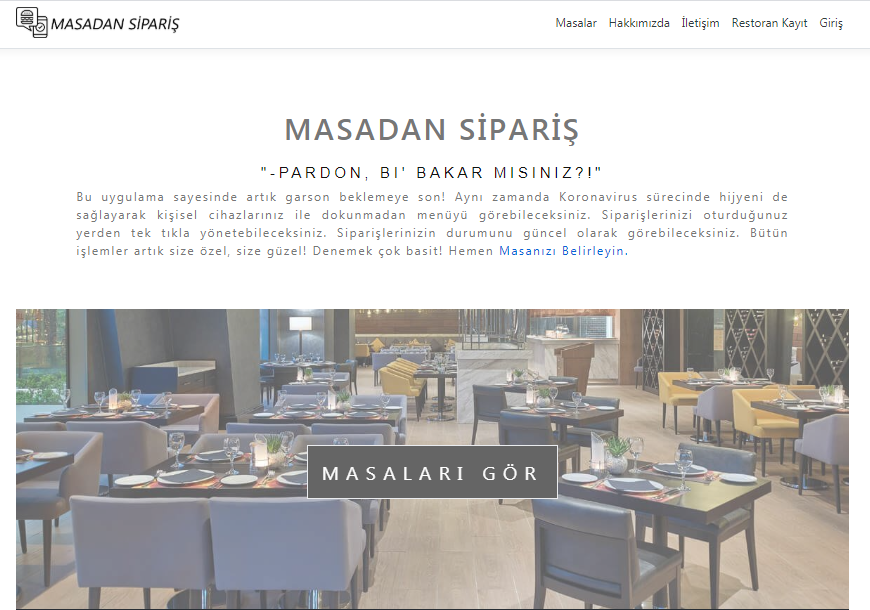 MASADAN SİPARİŞ
Masalar Hakkımızda İletişim Restoran Kayıt Giriş
MASADAN SİPARİŞ
"-PARDON, BI' BAKAR MISINIZ?!"
Bu uygulama sayesinde artık garson beklemeye son! Aynı zamanda Koronavirus sürecinde hijyeni de
sağlayarak kişisel cihazlarınız ile dokunmadan menüyü görebileceksiniz. Siparişlerinizi oturduğunuz
yerden tek tıkla yönetebileceksiniz. Siparişlerinizin durumunu güncel olarak görebileceksiniz. Bütün
işlemler artık size özel, size güzel! Denemek çok basit! Hemen Masanızı Belirleyin.
MASALARI GÖR